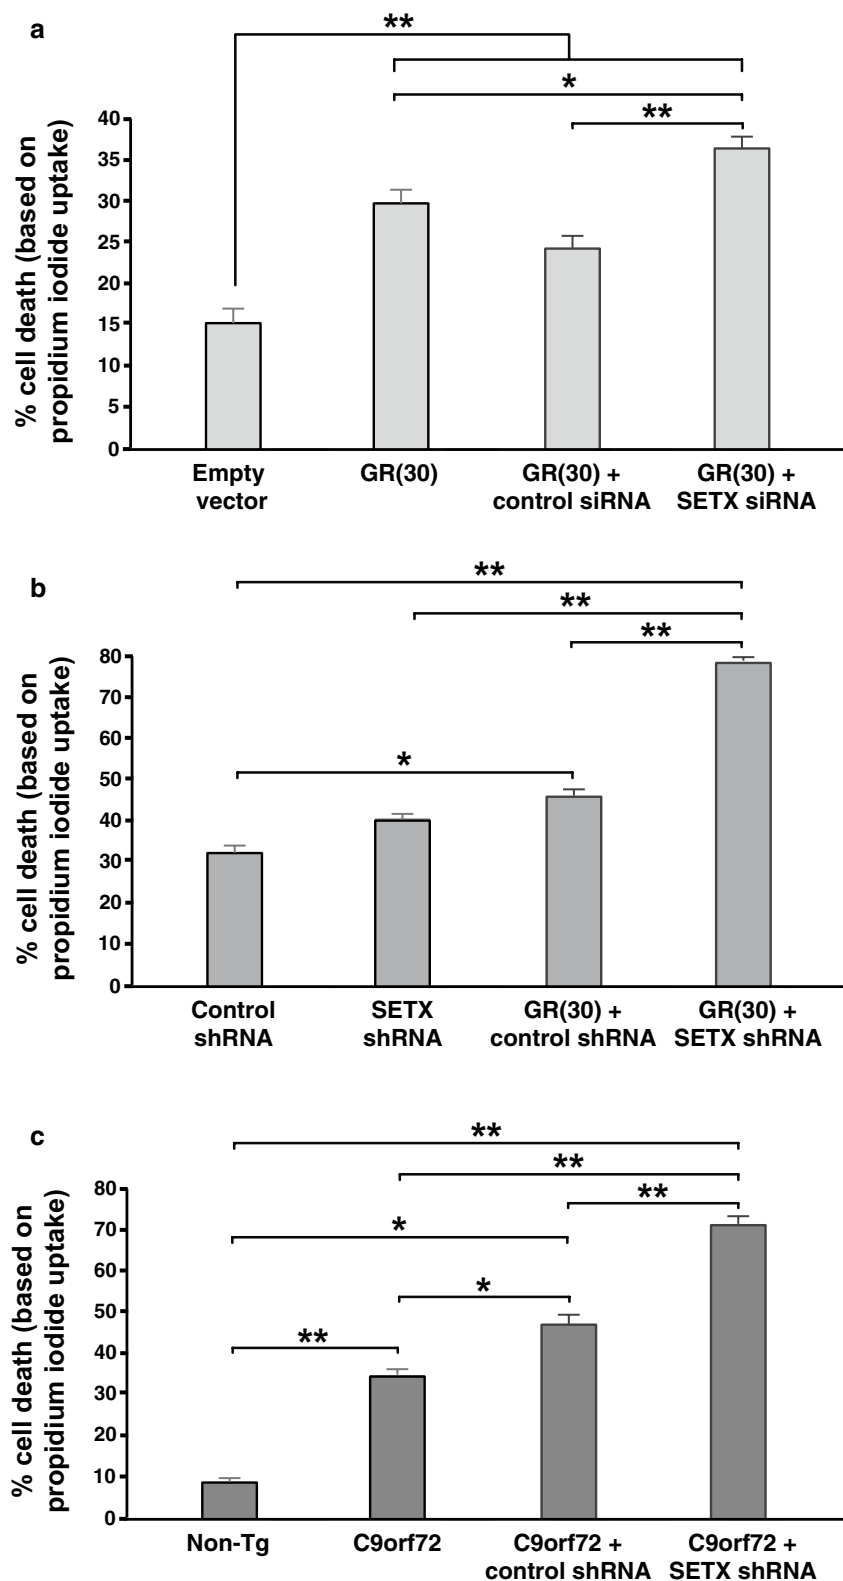 a
**
*
**
% cell death (based on
propidium iodide uptake)
40
35
30
25
20
15
10
5
0
Empty
vector
GR(30)
GR(30) +
control siRNA
GR(30) +
SETX siRNA
b
**
**
**
*
% cell death (based on
propidium iodide uptake)
80
70
60
50
40
30
20
10
0
Control
shRNA
SETX
shRNA
GR(30) +
control shRNA
GR(30) +
SETX shRNA
c
**
**
**
*
*
**
% cell death (based on
propidium iodide uptake)
80
70
60
50
40
30
20
10
0
Non-Tg
C9orf72
C9orf72 +
control shRNA
C9orf72 +
SETX shRNA